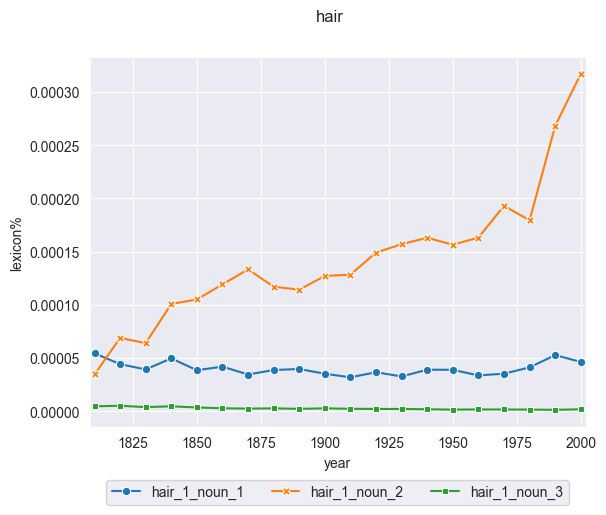 hair
0.00030
0.00025
0.00020
0.00015
0.00010
0.00005
0.00000
lexicon%
1825 1850 1875 1900 1925 1950 1975 2000
year
hair_1_noun_1 hair_1_noun_2 hair_1_noun_3